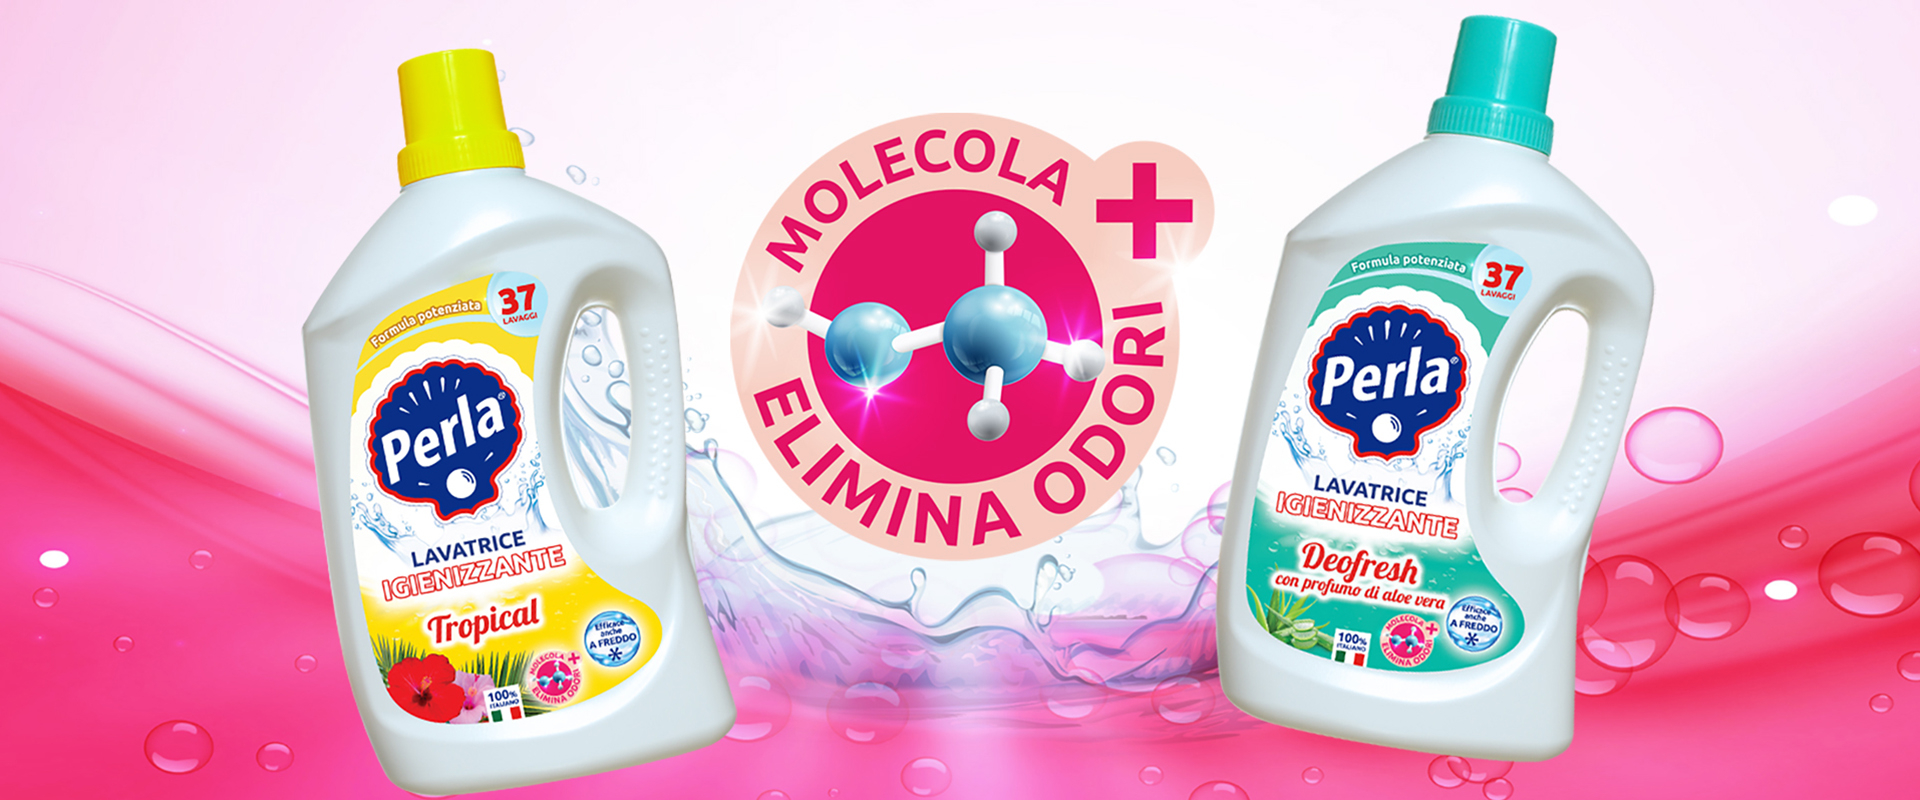 Formula potenziata
37
LAVAGGI
Perla
LAVATRICE
IGIENIZZANTE
Tropical
Efficace
anche
A FREDDO
100%
ITALIANO
MOLECOLA +
ELIMINA ODORI
MOLECOLA +
ELIMINA ODORI
Formula potenziata
37
LAVAGGI
Perla®
LAVATRICE
IGIENIZZANTE
Deofresh
con profumo di aloe vera
Efficace
anche
A FREDDO
100%
ITALIANO
MOLECOLA +
ELIMINA ODORI